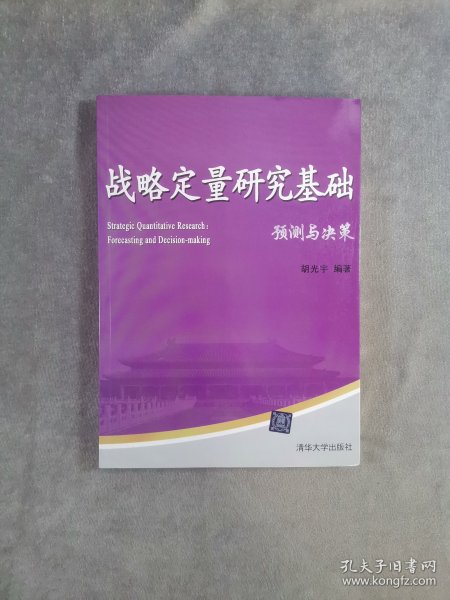 战略定量研究基础
Strategic Quantitative Research:
Forecasting and Decision-making
预测与决策
胡光宇 编著
清华大学出版社
孔夫子旧书网
www.kongfz.com